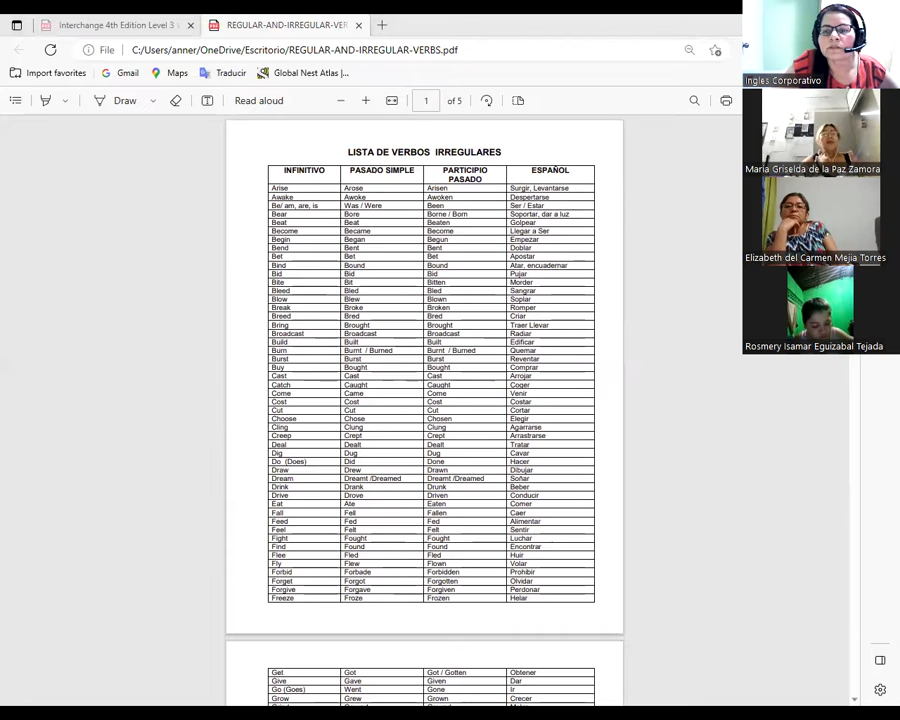 Interchange 4th Edition Level 3
REGULAR-AND-IRREGULAR-VER
File
C:/Users/anner/OneDrive/Escritorio/REGULAR-AND-IRREGULAR-VERBS.pdf
Import favorites Gmail Maps Traducir Global Nest Atlas |...
Draw Read aloud 1 of 5
LISTA DE VERBOS IRREGULARES
INFINITIVO PASADO SIMPLE PARTICIPIO PASADO ESPAÑOL
Arise Arose Arisen Surgir, Levantarse
Awake Awoke Awoken Despertarse
Be/ am, are, is Was / Were Been Ser / Estar
Bear Bore Borne / Born Soportar, dar a luz
Beat Beat Beaten Golpear
Become Became Become Llegar a Ser
Begin Began Begun Empezar
Bend Bent Bent Doblar
Bet Bet Bet Apostar
Bind Bound Bound Atar, encuadernar
Bid Bid Bid Pujar
Bite Bit Bitten Morder
Bleed Bled Bled Sangrar
Blow Blew Blown Soplar
Break Broke Broken Romper
Breed Bred Bred Criar
Bring Brought Brought Traer Llevar
Broadcast Broadcast Broadcast Radiar
Build Built Built Edificar
Burn Burnt / Burned Burnt / Burned Quemar
Burst Burst Burst Reventar
Buy Bought Bought Comprar
Cast Cast Cast Arrojar
Catch Caught Caught Coger
Come Came Come Venir
Cost Cost Cost Costar
Cut Cut Cut Cortar
Choose Chose Chosen Elegir
Cling Clung Clung Agarrarse
Creep Crept Crept Arrastrarse
Deal Dealt Dealt Tratar
Dig Dug Dug Cavar
Do (Does) Did Done Hacer
Draw Drew Drawn Dibujar
Dream Dreamt /Dreamed Dreamt /Dreamed Soñar
Drink Drank Drunk Beber
Drive Drove Driven Conducir
Eat Ate Eaten Comer
Fall Fell Fallen Caer
Feed Fed Fed Alimentar
Feel Felt Felt Sentir
Fight Fought Fought Luchar
Find Found Found Encontrar
Flee Fled Fled Huir
Fly Flew Flown Volar
Forbid Forbade Forbidden Prohibir
Forget Forgot Forgotten Olvidar
Forgive Forgave Forgiven Perdonar
Freeze Froze Frozen Helar
Get Got Got / Gotten Obtener
Give Gave Given Dar
Go (Goes) Went Gone Ir
Grow Grew Grown Crecer
Ingles Corporativo
Maria Griselda de la Paz Zamora
Elizabeth del Carmen Mejia Torres
Rosmery Isamar Eguizabal Tejada